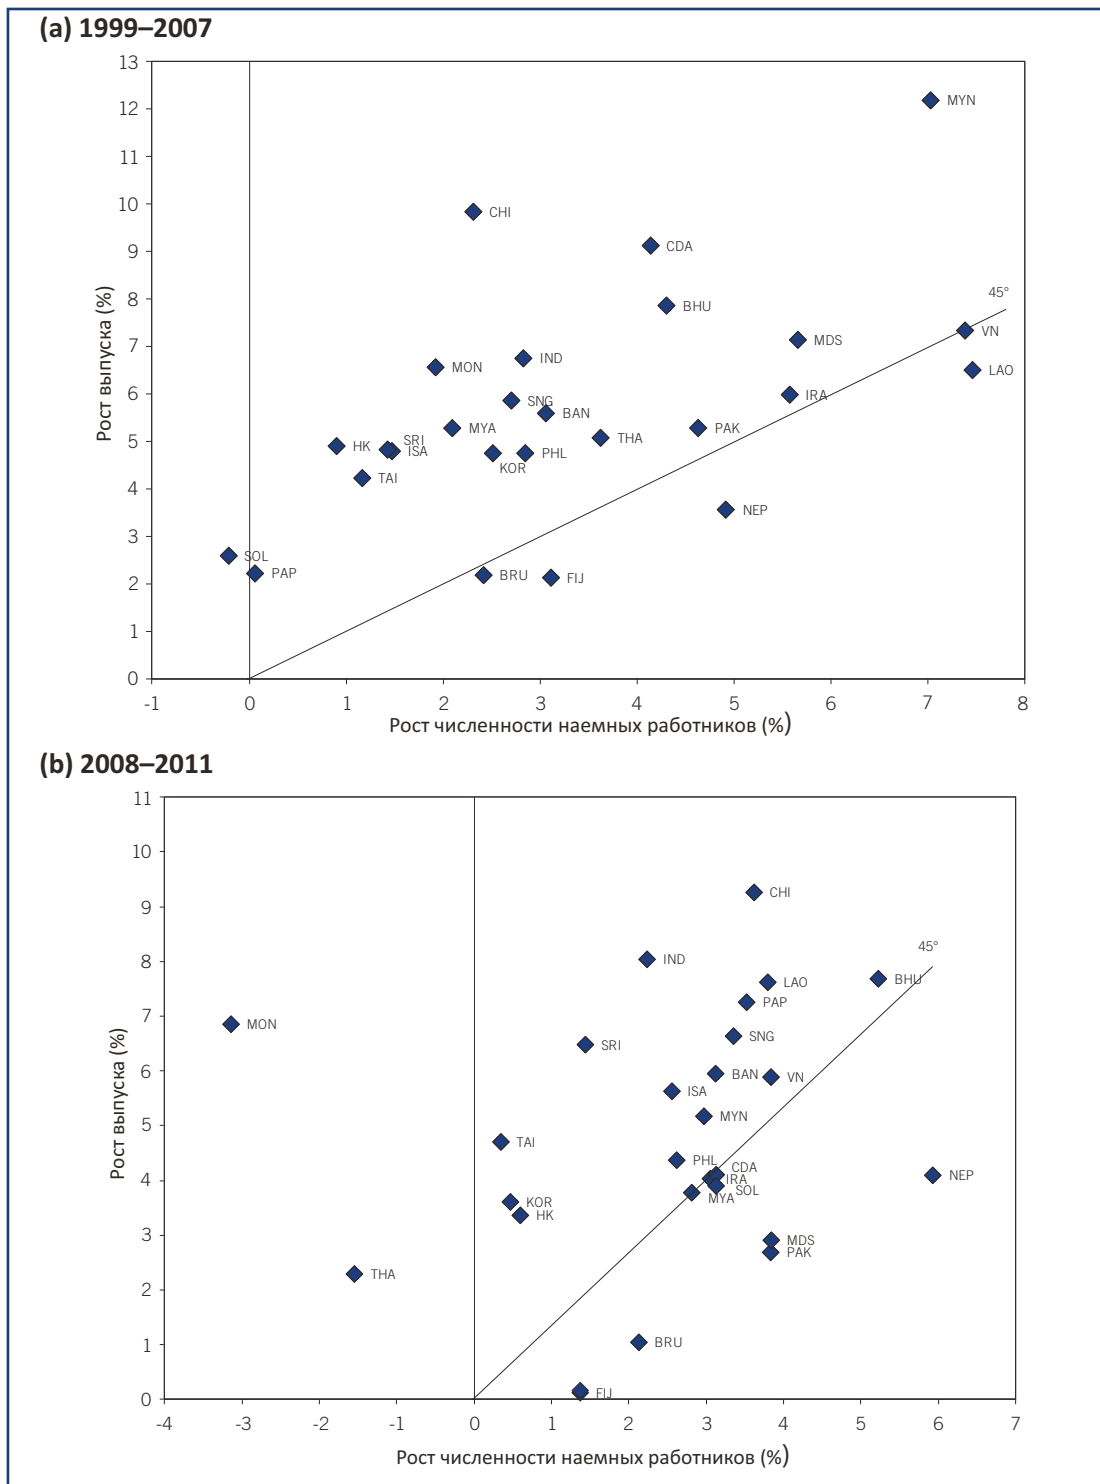 (a) 1999–2007
13
12
MYN
11
10
CHI
9
CDA
8
BHU
45°
7
MDS
VN
IND
MON
LAO
6
IRA
SNG
BAN
5
MYA
PAK
THA
HK
SRI
ISA
PHL
KOR
4
TAI
NEP
3
SOL
PAP
2
BRU
FIJ
1
0
Рост выпуска (%)
-1 0 1 2 3 4 5 6 7 8
Рост численности наемных работников (%)
(b) 2008–2011
11
10
9
CHI
8
IND
45°
BHU
LAO
PAP
7
MON
SNG
SRI
6
BAN
VN
ISA
5
MYN
TAI
PHL
CDA
4
IRA
NEP
SOL
MYA
KOR
HK
3
MDS
PAK
THA
2
1
BRU
FIJ
0
Рост выпуска (%)
-4 -3 -2 -1 0 1 2 3 4 5 6 7
Рост численности наемных работников (%)